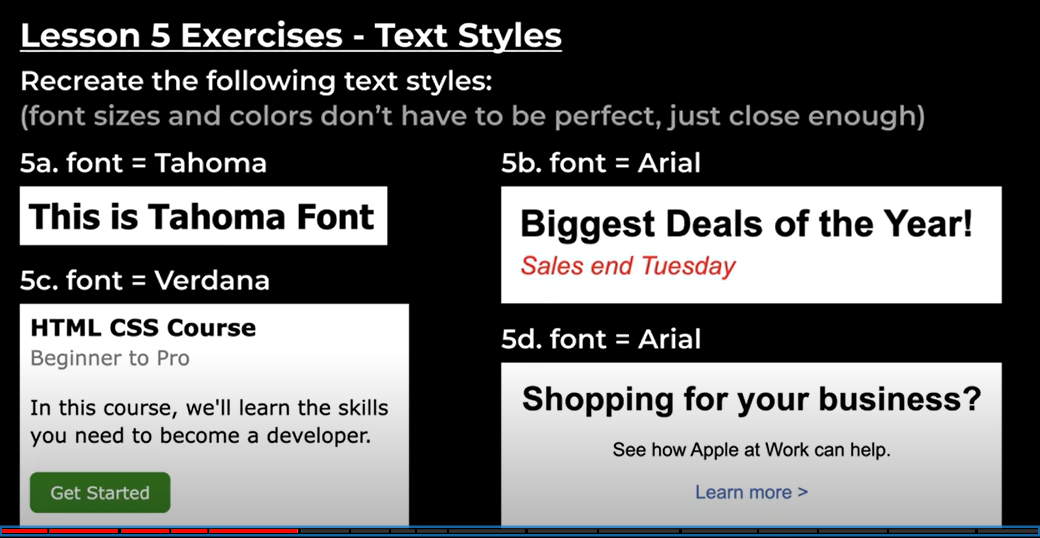 Lesson 5 Exercises - Text Styles
Recreate the following text styles:
(font sizes and colors don't have to be perfect, just close enough)
5a. font = Tahoma
This is Tahoma Font
5b. font = Arial
Biggest Deals of the Year!
Sales end Tuesday
5c. font = Verdana
HTML CSS Course
Beginner to Pro
In this course, we'll learn the skills
you need to become a developer.
Get Started
5d. font = Arial
Shopping for your business?
See how Apple at Work can help.
Learn more >